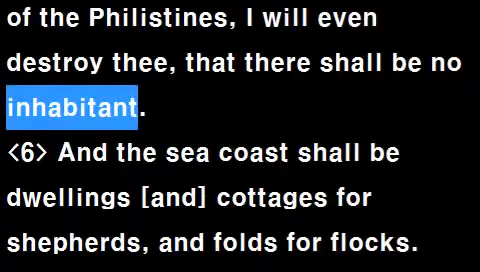 of the Philistines, I will even
destroy thee, that there shall be no
inhabitant.
<6> And the sea coast shall be
dwellings [and] cottages for
shepherds, and folds for flocks.